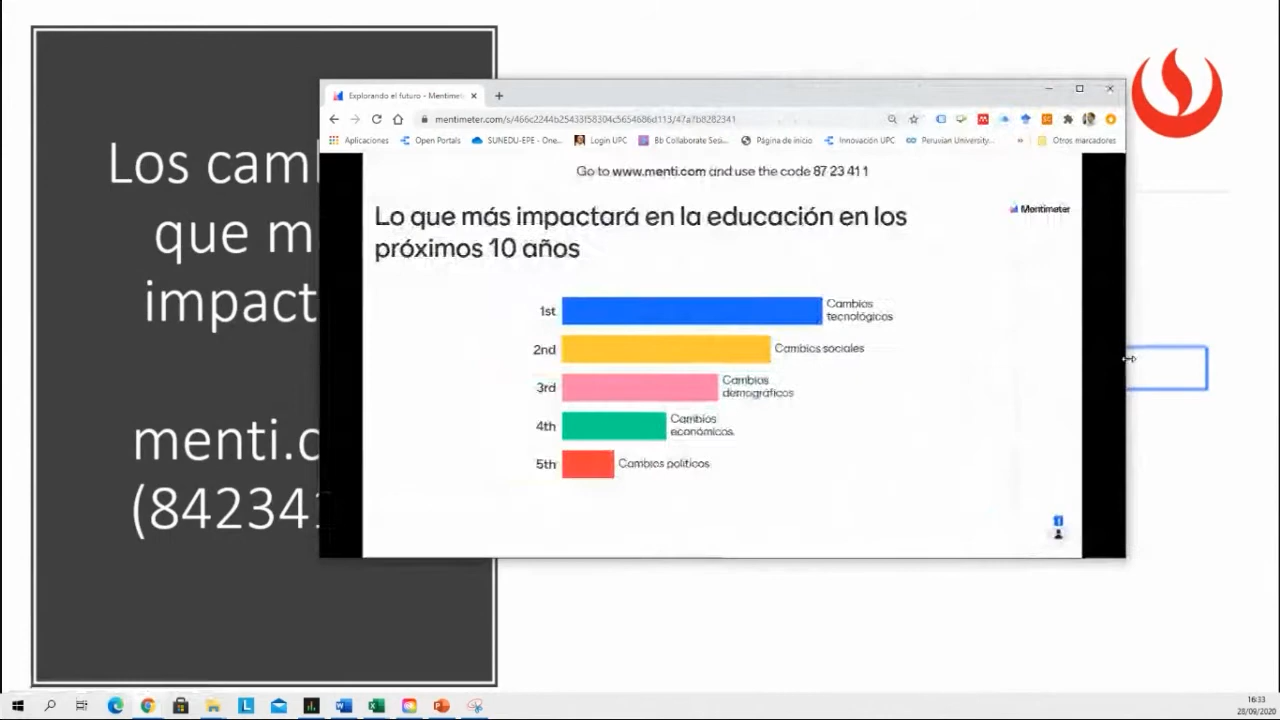 Los cam
que m
impact
menti.c
(84234
Explorando el futuro - Mentime
mentimeter.com/s/466c2244b25433f58304c5654686d113/47a7b8282341
Aplicaciones
Open Portals
SUNEDU-EPE - One...
Login UPC
Bb Collaborate Sesi...
Página de inicio
Innovación UPC
Peruvian University...
»
Otros marcadores
Go to www.menti.com and use the code 87 23 41 1
Mentimeter
Lo que más impactará en la educación en los
próximos 10 años
1st
Cambios
tecnológicos
2nd
Cambios sociales
3rd
Cambios
demográficos
4th
Cambios
económicos.
5th
Cambios políticos
16:33
28/09/2020